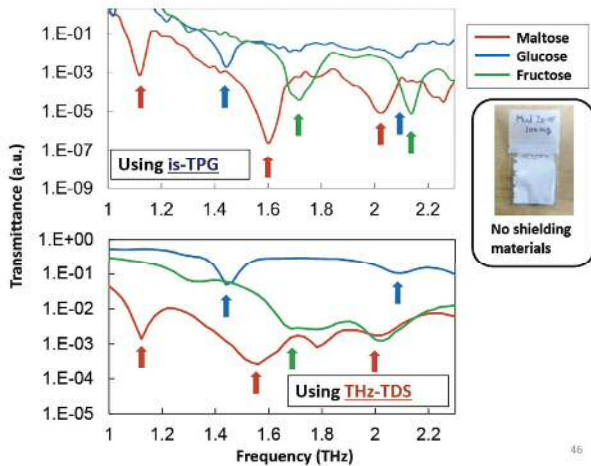 1.E-01
1.E-03
1.E-05
1.E-07
1.E-09
Using is-TPG
1 1.2 1.4 1.6 1.8 2 2.2
Maltose
Glucose
Fructose
No shielding
materials
Transmittance (a.u.)
1.E+00
1.E-01
1.E-02
1.E-03
1.E-04
1.E-05
Using THz-TDS
1 1.2 1.4 1.6 1.8 2 2.2
Frequency (THz)
46